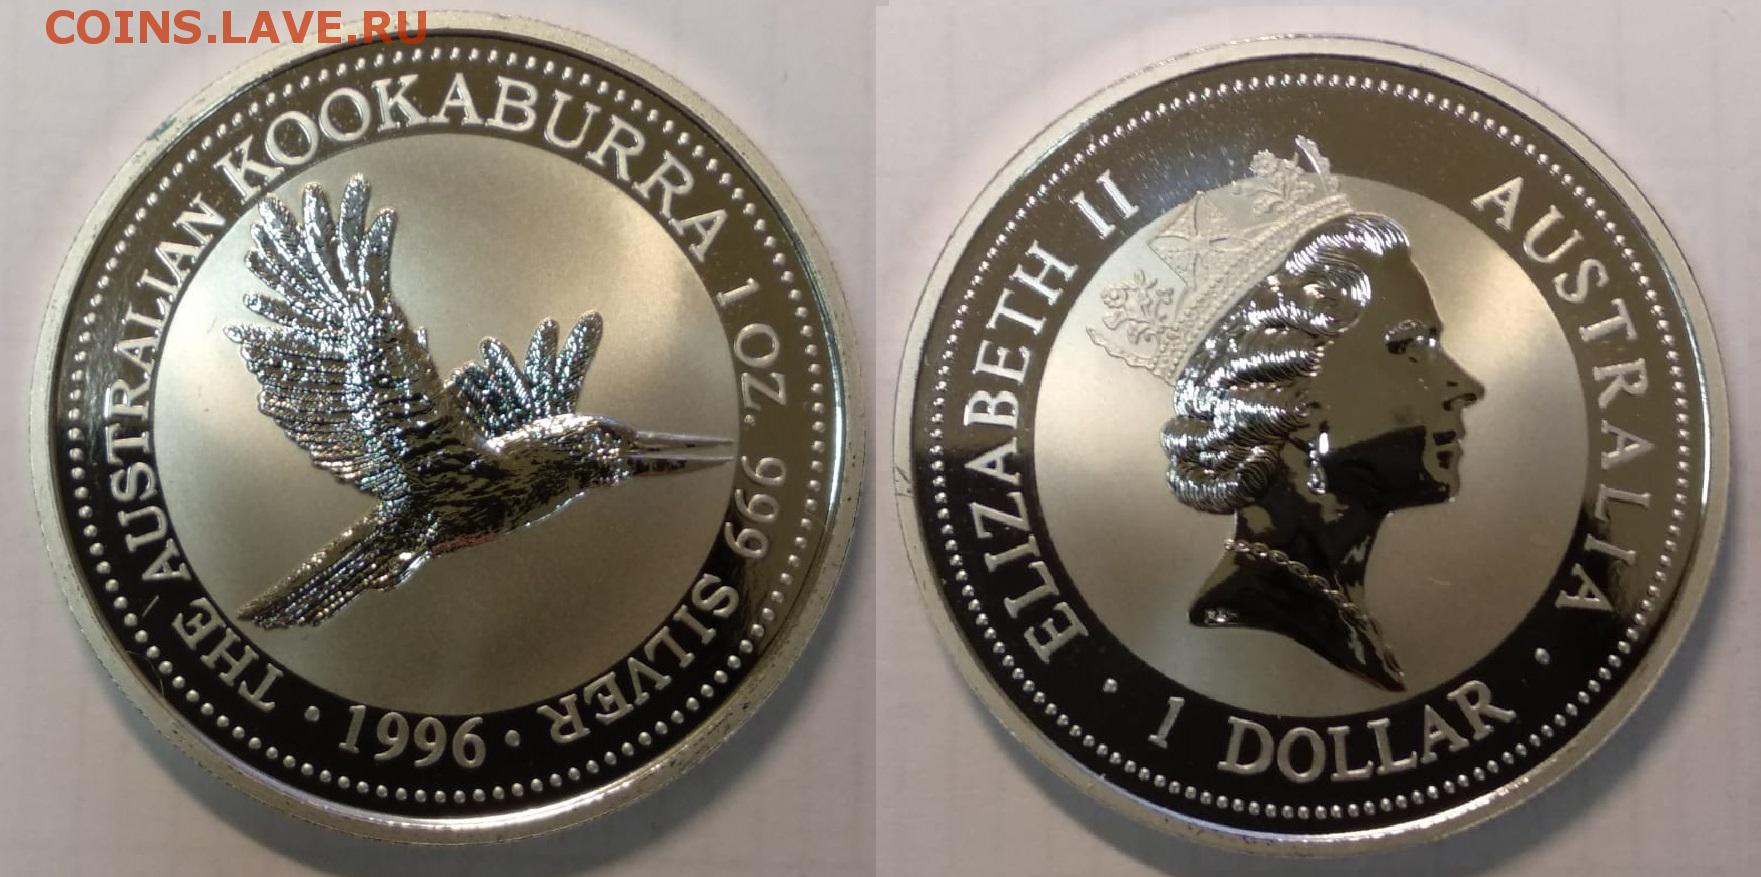 COINS.LAVE.RU
THE AUSTRALIAN KOOKABURRA 1 OZ. 999 SILVER
· 1996 ·
ELIZABETH II
AUSTRALIA
· 1 DOLLAR ·